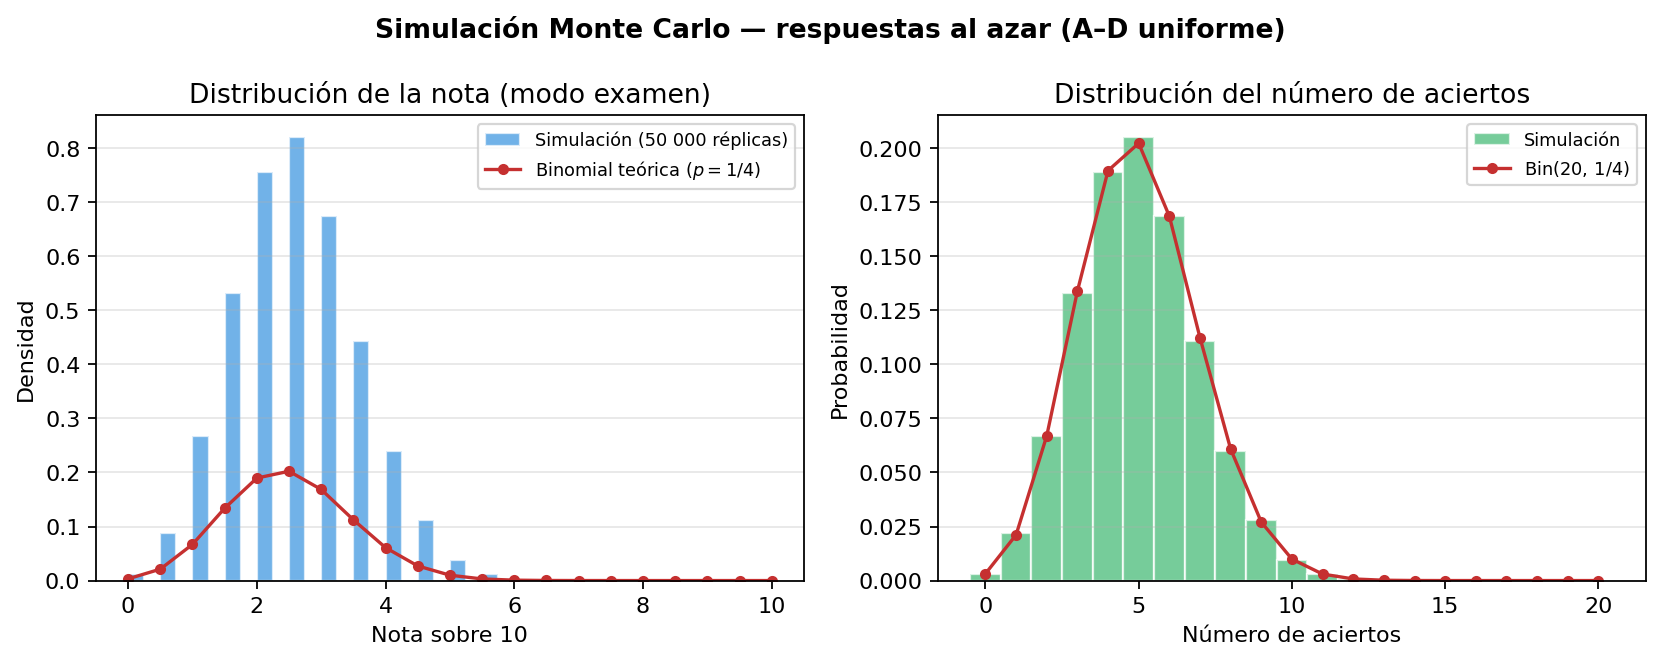 Simulación Monte Carlo — respuestas al azar (A–D uniforme)
Distribución de la nota (modo examen)
Simulación (50 000 réplicas)
Binomial teórica (p = 1/4)
Densidad
0.8
0.7
0.6
0.5
0.4
0.3
0.2
0.1
0.0
0 2 4 6 8 10
Nota sobre 10
Distribución del número de aciertos
Simulación
Bin(20, 1/4)
Probabilidad
0.200
0.175
0.150
0.125
0.100
0.075
0.050
0.025
0.000
0 5 10 15 20
Número de aciertos